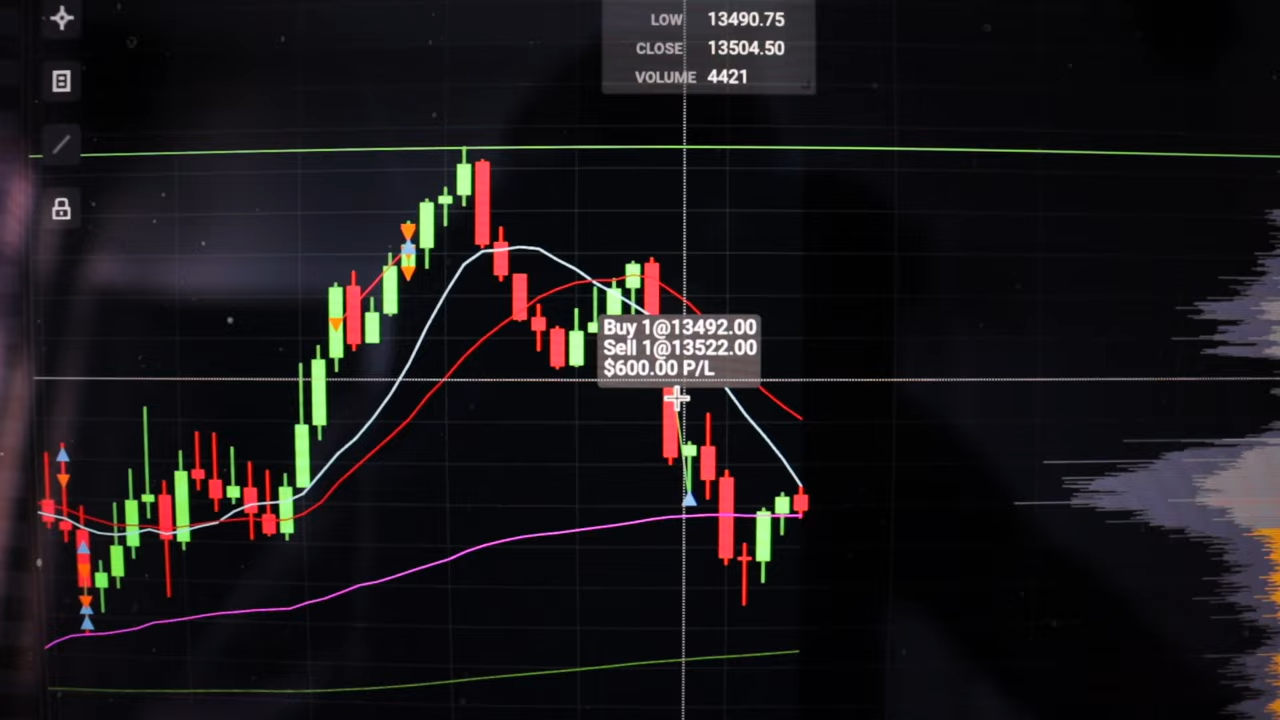 LOW 13490.75
CLOSE 13504.50
VOLUME 4421
Buy 1@13492.00
Sell 1@13522.00
$600.00 P/L